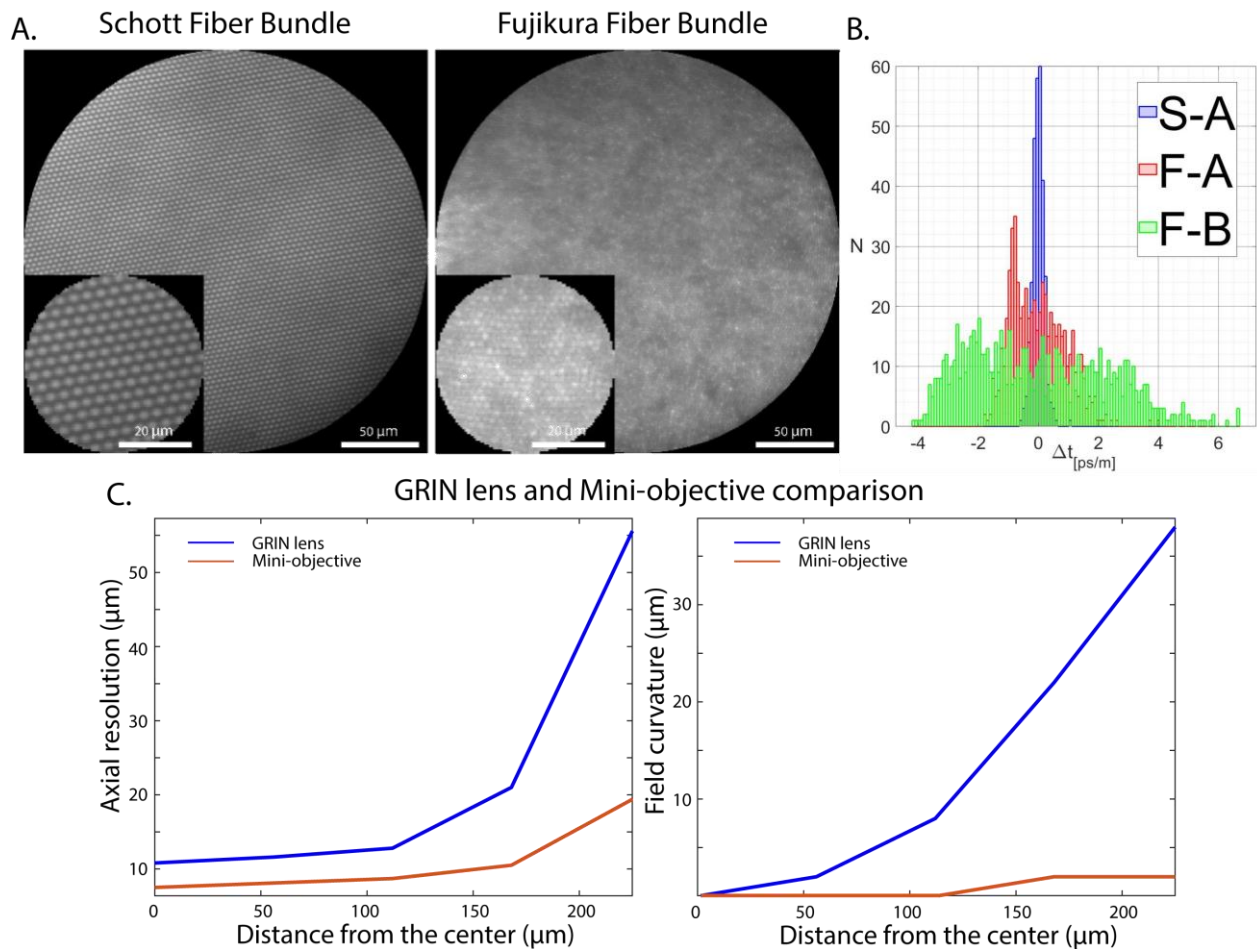 A.
Schott Fiber Bundle
Fujikura Fiber Bundle
B.
20 µm
50 µm
20 µm
50 µm
60
50
40
N 30
20
10
0
-4 -2 0 2 4 6
Δt[ps/m]
S-A
F-A
F-B
C.
GRIN lens and Mini-objective comparison
GRIN lens
Mini-objective
Axial resolution (µm)
50
40
30
20
10
0 50 100 150 200
Distance from the center (µm)
GRIN lens
Mini-objective
Field curvature (µm)
30
20
10
0 50 100 150 200
Distance from the center (µm)